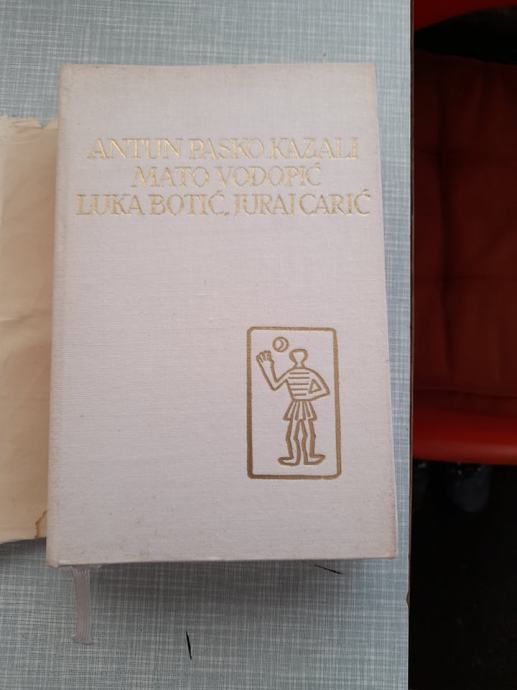 ANTUN PASKO KAZALI
MATO VODOPIĆ
LUKA BOTIĆ, JURAJ CARIĆ